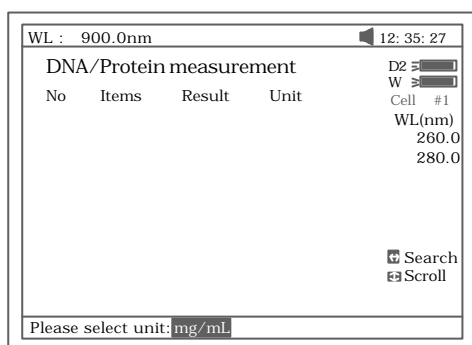 WL : 900.0nm 12: 35: 27
DNA/Protein measurement
D2
W
No Items Result Unit
Cell #1
WL(nm)
260.0
280.0
Search
Scroll
Please select unit: mg/mL